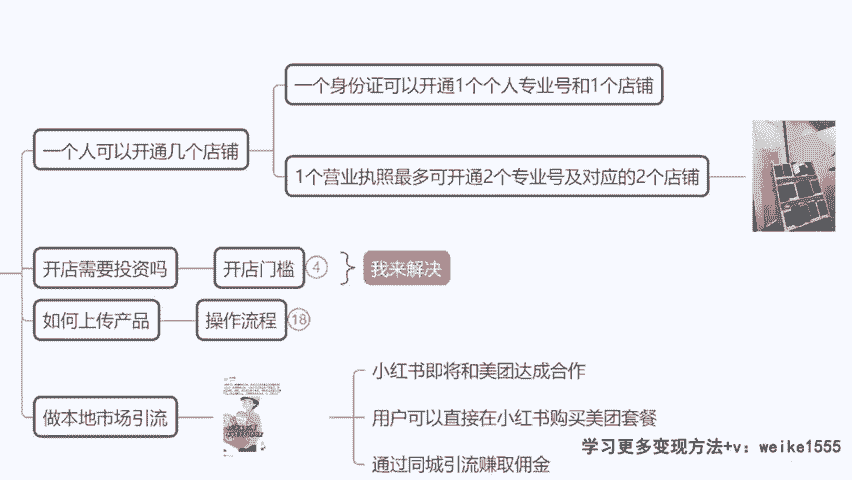 一个身份证可以开通1个个人专业号和1个店铺
一个人可以开通几个店铺
1个营业执照最多可开通2个专业号及对应的2个店铺
开店需要投资吗
开店门槛
4
我来解决
如何上传产品
操作流程
18
小红书即将和美团达成合作
做本地市场引流
用户可以直接在小红书购买美团套餐
学习更多变现方法+v：weike1555
通过同城引流赚取佣金